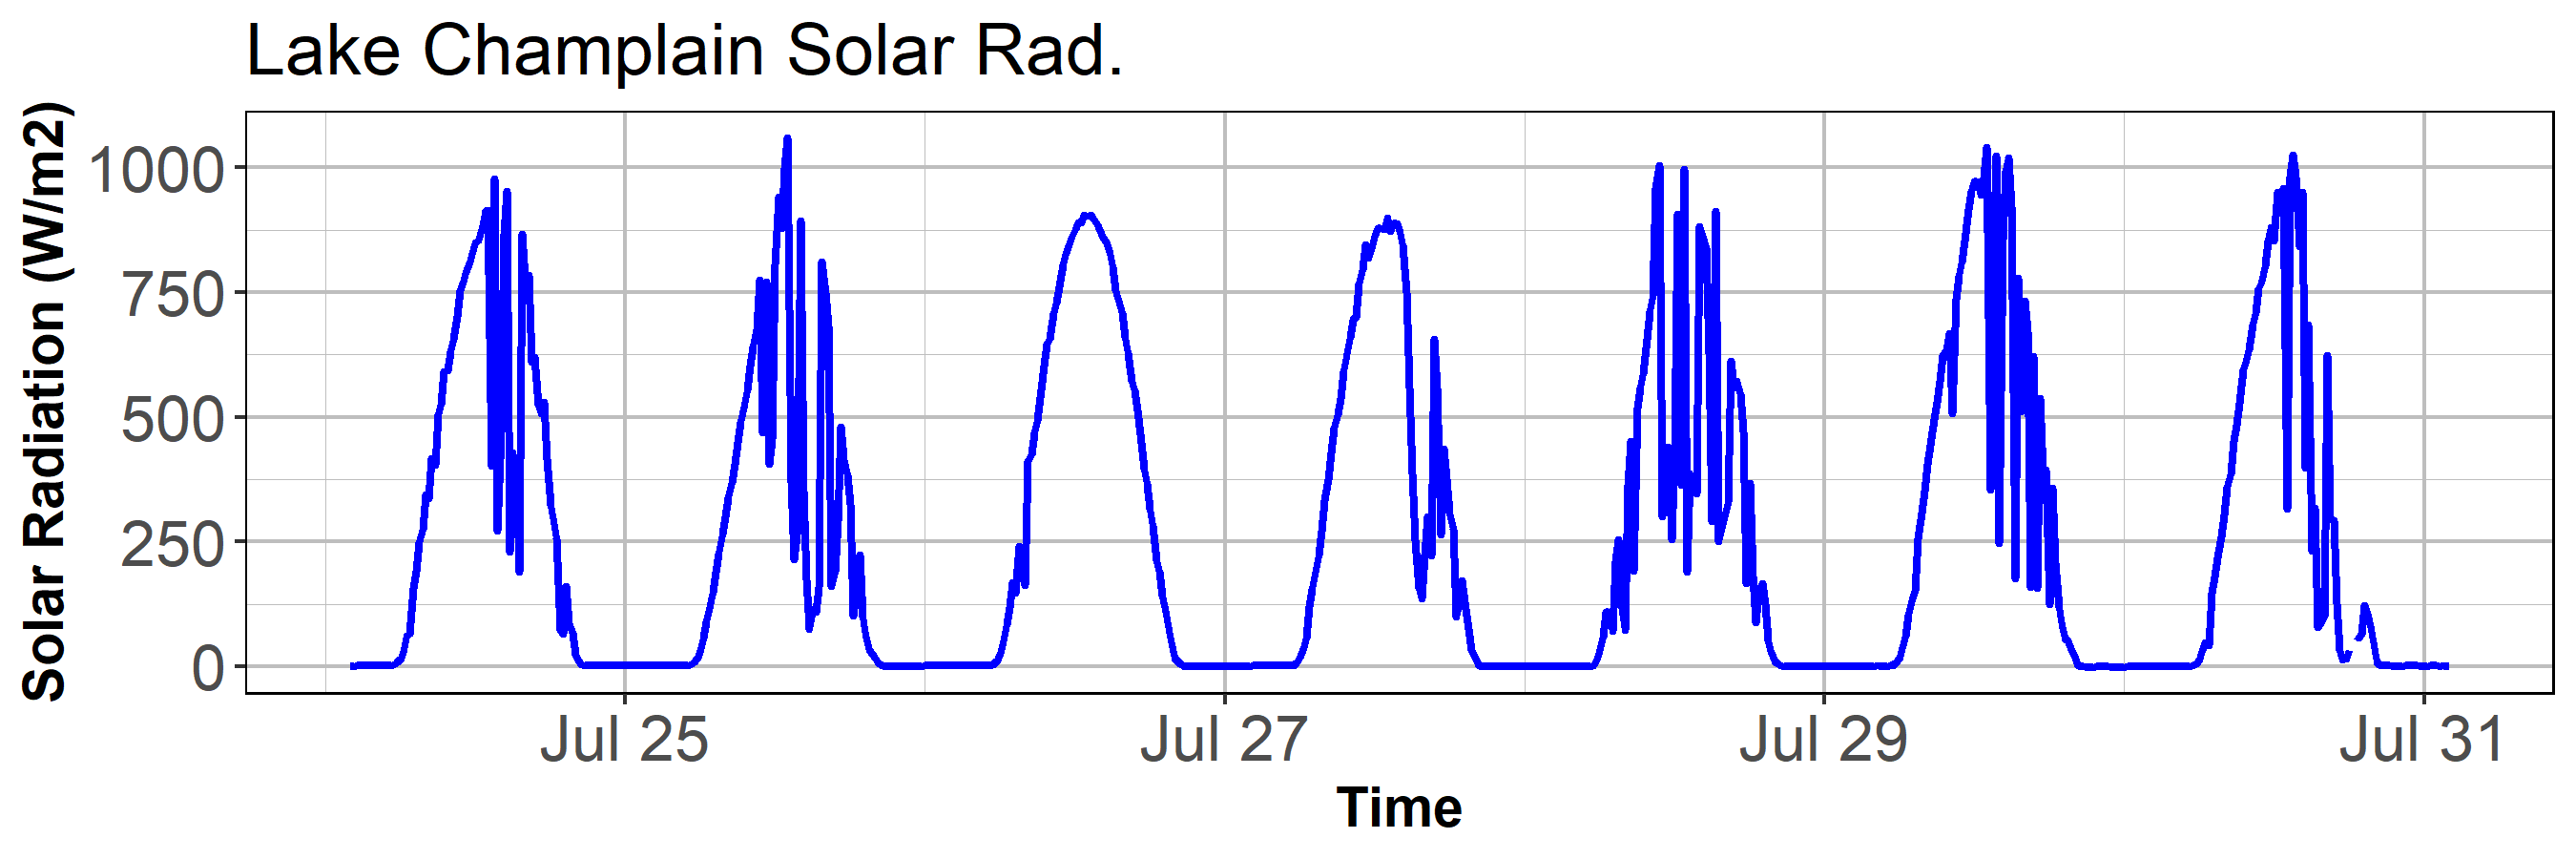 Lake Champlain Solar Rad.
Solar Radiation (W/m2)
1000
750
500
250
0
Jul 25
Jul 27
Jul 29
Jul 31
Time